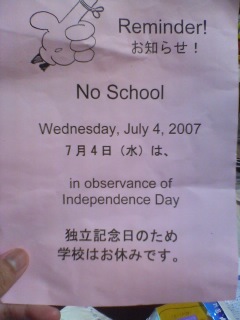 Reminder!
お知らせ！
No School
Wednesday, July 4, 2007
7月4日（水）は、
in observance of
Independence Day
独立記念日のため
学校はお休みです。